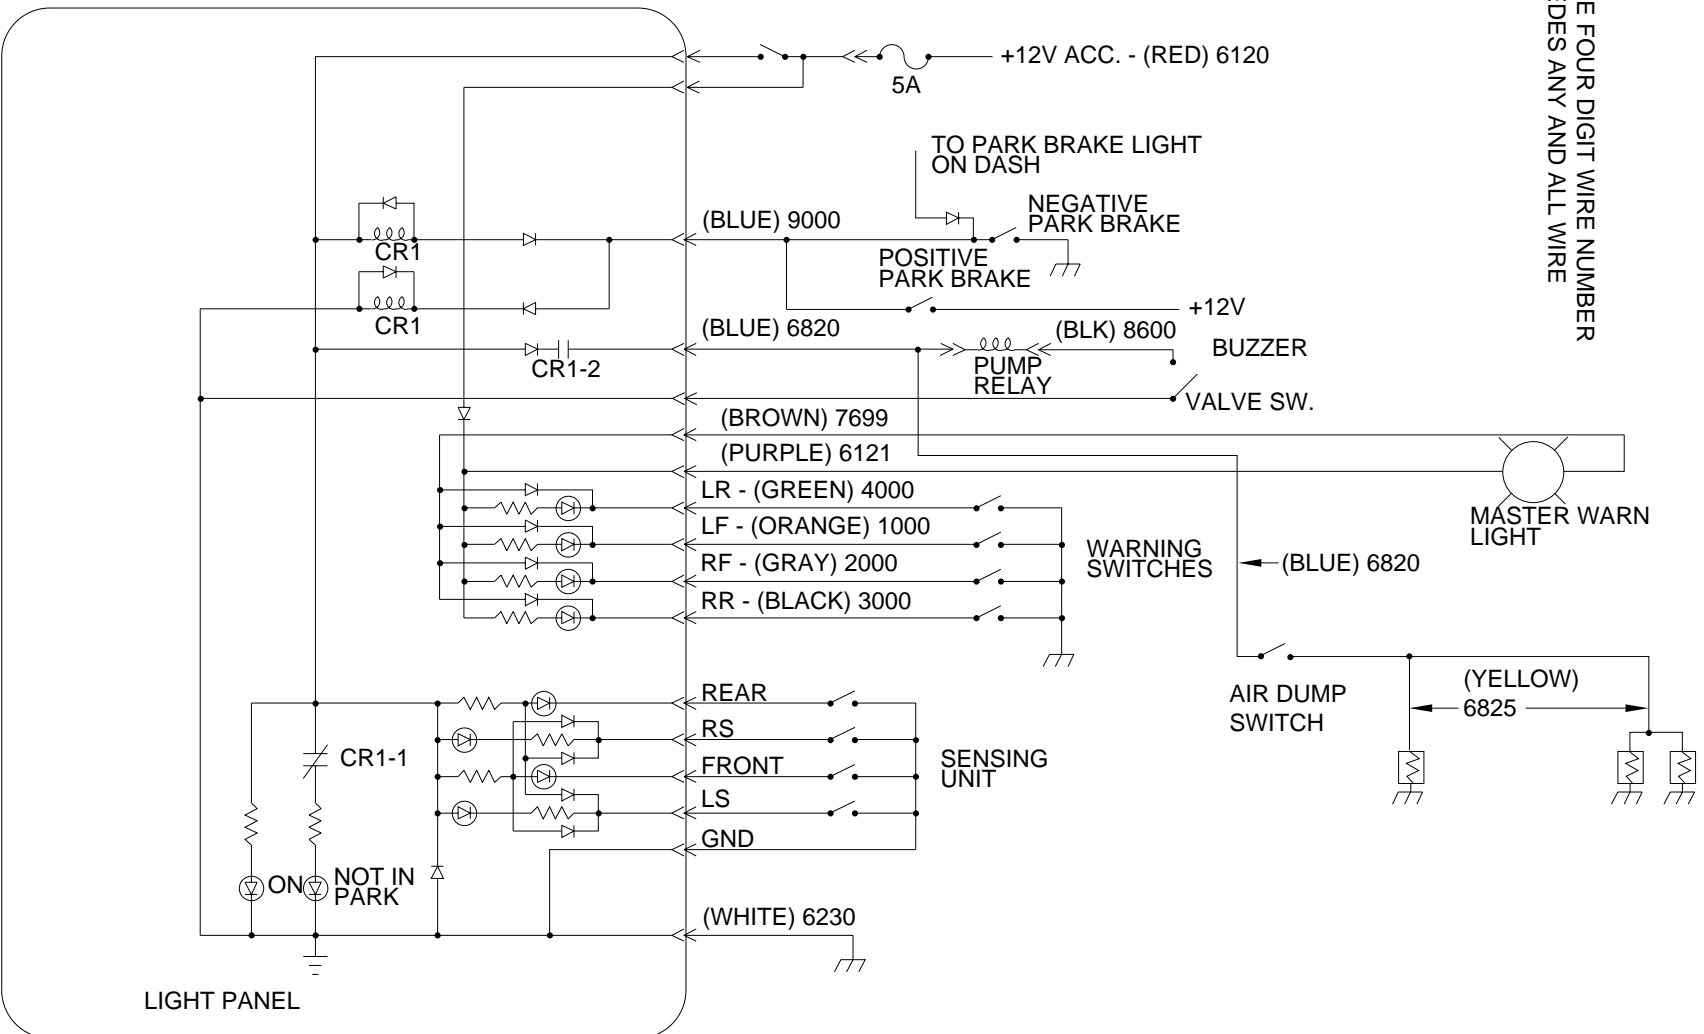 +12V ACC. - (RED) 6120
5A
TO PARK BRAKE LIGHT
ON DASH
NEGATIVE
PARK BRAKE
(BLUE) 9000
CR1
POSITIVE
PARK BRAKE
+12V
CR1
(BLUE) 6820
(BLK) 8600
BUZZER
CR1-2
PUMP
RELAY
VALVE SW.
(BROWN) 7699
(PURPLE) 6121
LR - (GREEN) 4000
LF - (ORANGE) 1000
RF - (GRAY) 2000
RR - (BLACK) 3000
WARNING
SWITCHES
MASTER WARN
LIGHT
(BLUE) 6820
REAR
RS
FRONT
LS
GND
SENSING
UNIT
AIR DUMP
SWITCH
(YELLOW)
6825
CR1-1
ON
NOT IN
PARK
(WHITE) 6230
LIGHT PANEL
E FOUR DIGIT WIRE NUMBER
EDES ANY AND ALL WIRE